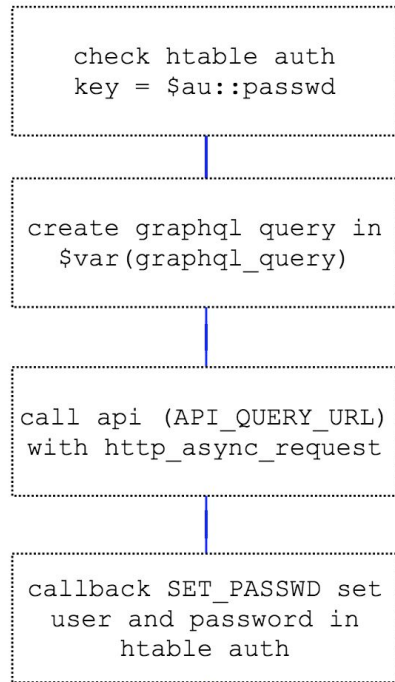 check htable auth
key = $au::passwd
create graphql query in
$var(graphql_query)
call api (API_QUERY_URL)
with http_async_request
callback SET_PASSWD set
user and password in
htable auth